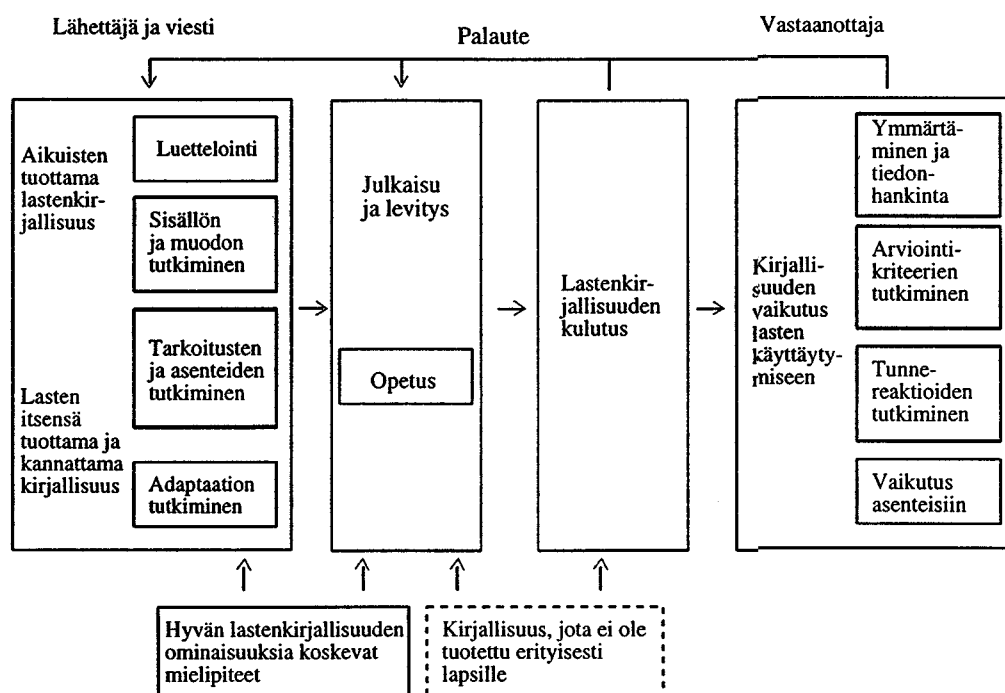 Lähettäjä ja viesti
Palaute
Vastaanottaja
Aikuisten
tuottama
lastenkir-
jallisuus
Lasten
itsensä
tuottama ja
kannattama
kirjallisuus
Luettelointi
Sisällön
ja muodon
tutkiminen
Tarkoitusten
ja asenteiden
tutkiminen
Adaptaation
tutkiminen
Julkaisu
ja levitys
Opetus
Lastenkir-
jallisuuden
kulutus
Kirjalli-
suuden
vaikutus
lasten
käyttäyty-
miseen
Ymmärtä-
minen ja
tiedon-
hankinta
Arviointi-
kriteerien
tutkiminen
Tunne-
reaktioiden
tutkiminen
Vaikutus
asenteisiin
Hyvän lastenkirjallisuuden
ominaisuuksia koskevat
mielipiteet
Kirjallisuus, jota ei ole
tuotettu erityisesti
lapsille